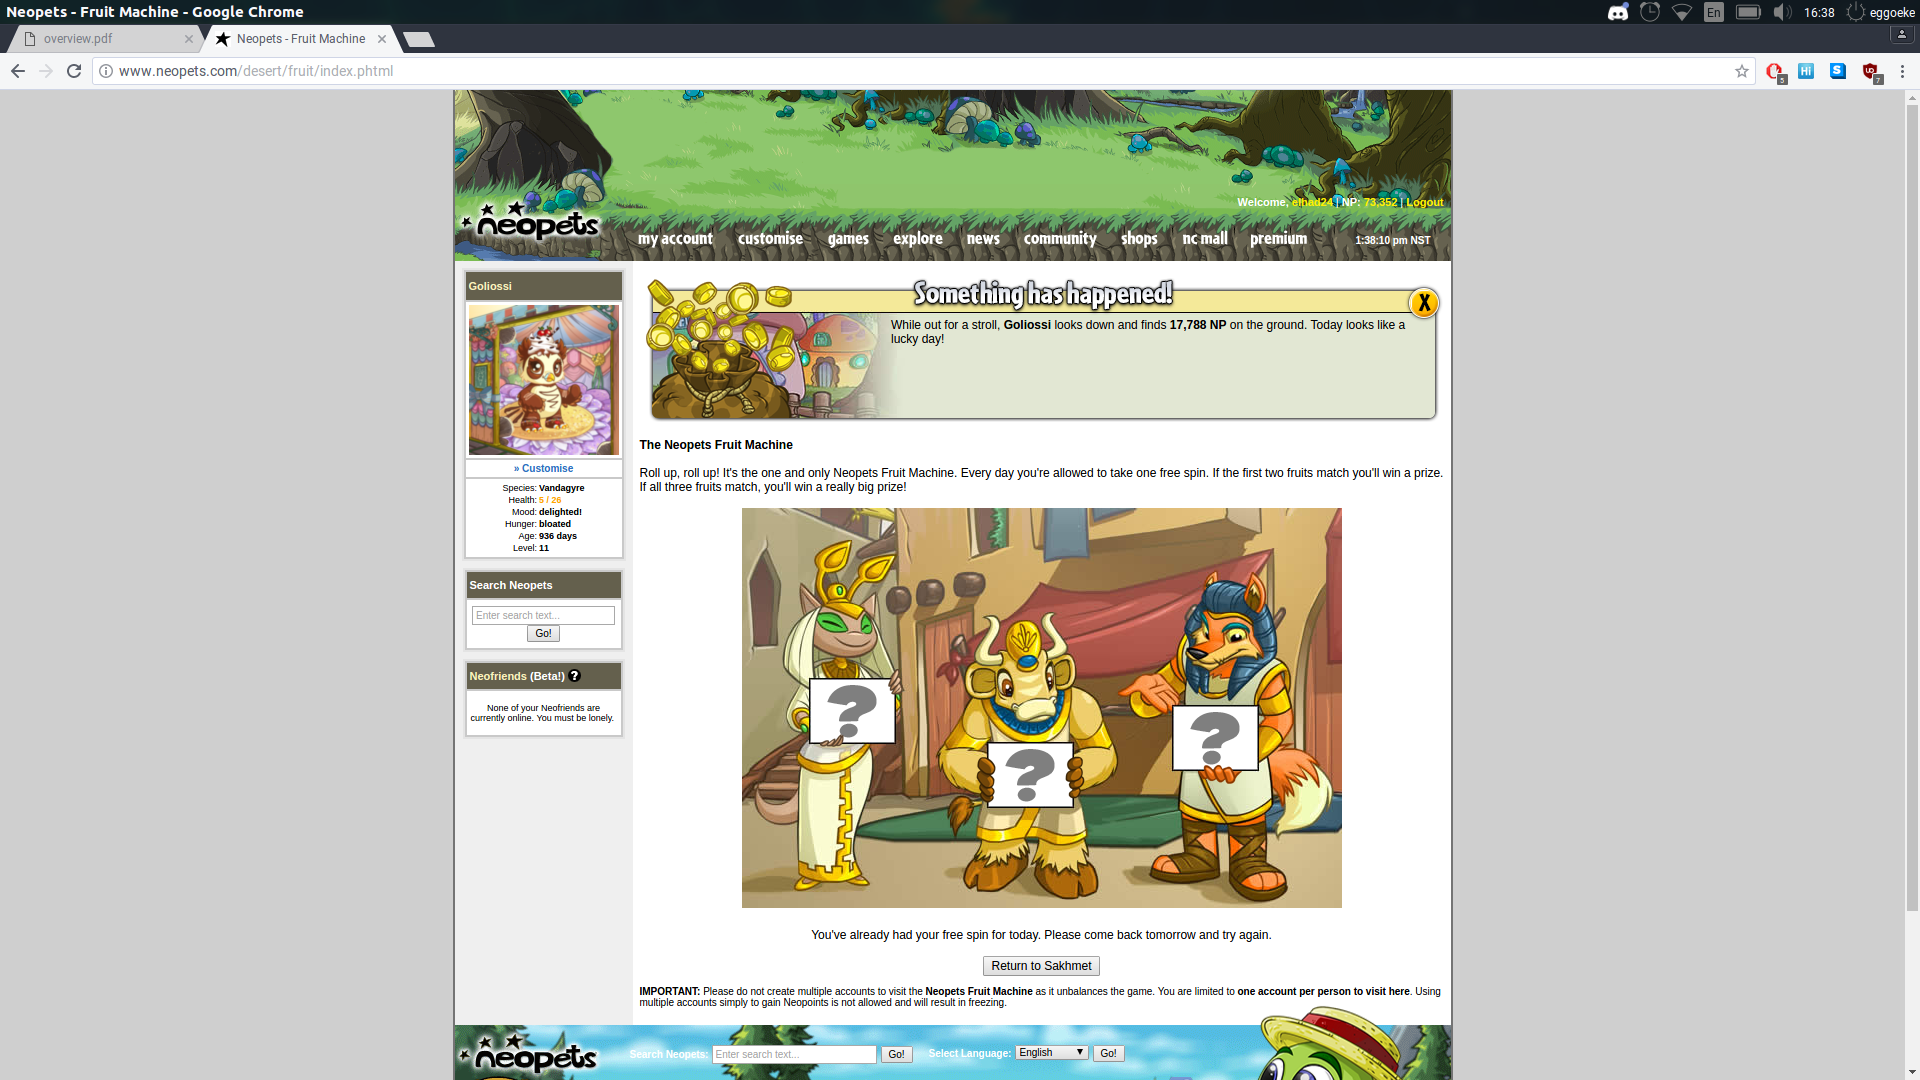 Neopets - Fruit Machine - Google Chrome
En
16:38
eggoeke
overview.pdf
Neopets - Fruit Machine
www.neopets.com/desert/fruit/index.phtml
5
Hi
S
7
Welcome, elhad24 | NP: 73,352 | Logout
neopets
my account
customise
games
explore
news
community
shops
nc mall
premium
1:38:10 pm NST
Goliossi
» Customise
Species: Vandagyre
Health: 5 / 26
Mood: delighted!
Hunger: bloated
Age: 936 days
Level: 11
Search Neopets
Enter search text...
Go!
Neofriends (Beta!) ?
None of your Neofriends are
currently online. You must be lonely.
Something has happened!
X
While out for a stroll, Goliossi looks down and finds 17,788 NP on the ground. Today looks like a
lucky day!
The Neopets Fruit Machine
Roll up, roll up! It's the one and only Neopets Fruit Machine. Every day you're allowed to take one free spin. If the first two fruits match you'll win a prize.
If all three fruits match, you'll win a really big prize!
?
?
?
You've already had your free spin for today. Please come back tomorrow and try again.
Return to Sakhmet
IMPORTANT: Please do not create multiple accounts to visit the Neopets Fruit Machine as it unbalances the game. You are limited to one account per person to visit here. Using
multiple accounts simply to gain Neopoints is not allowed and will result in freezing.
neopets
Search Neopets:
Enter search text...
Go!
Select Language:
English
Go!